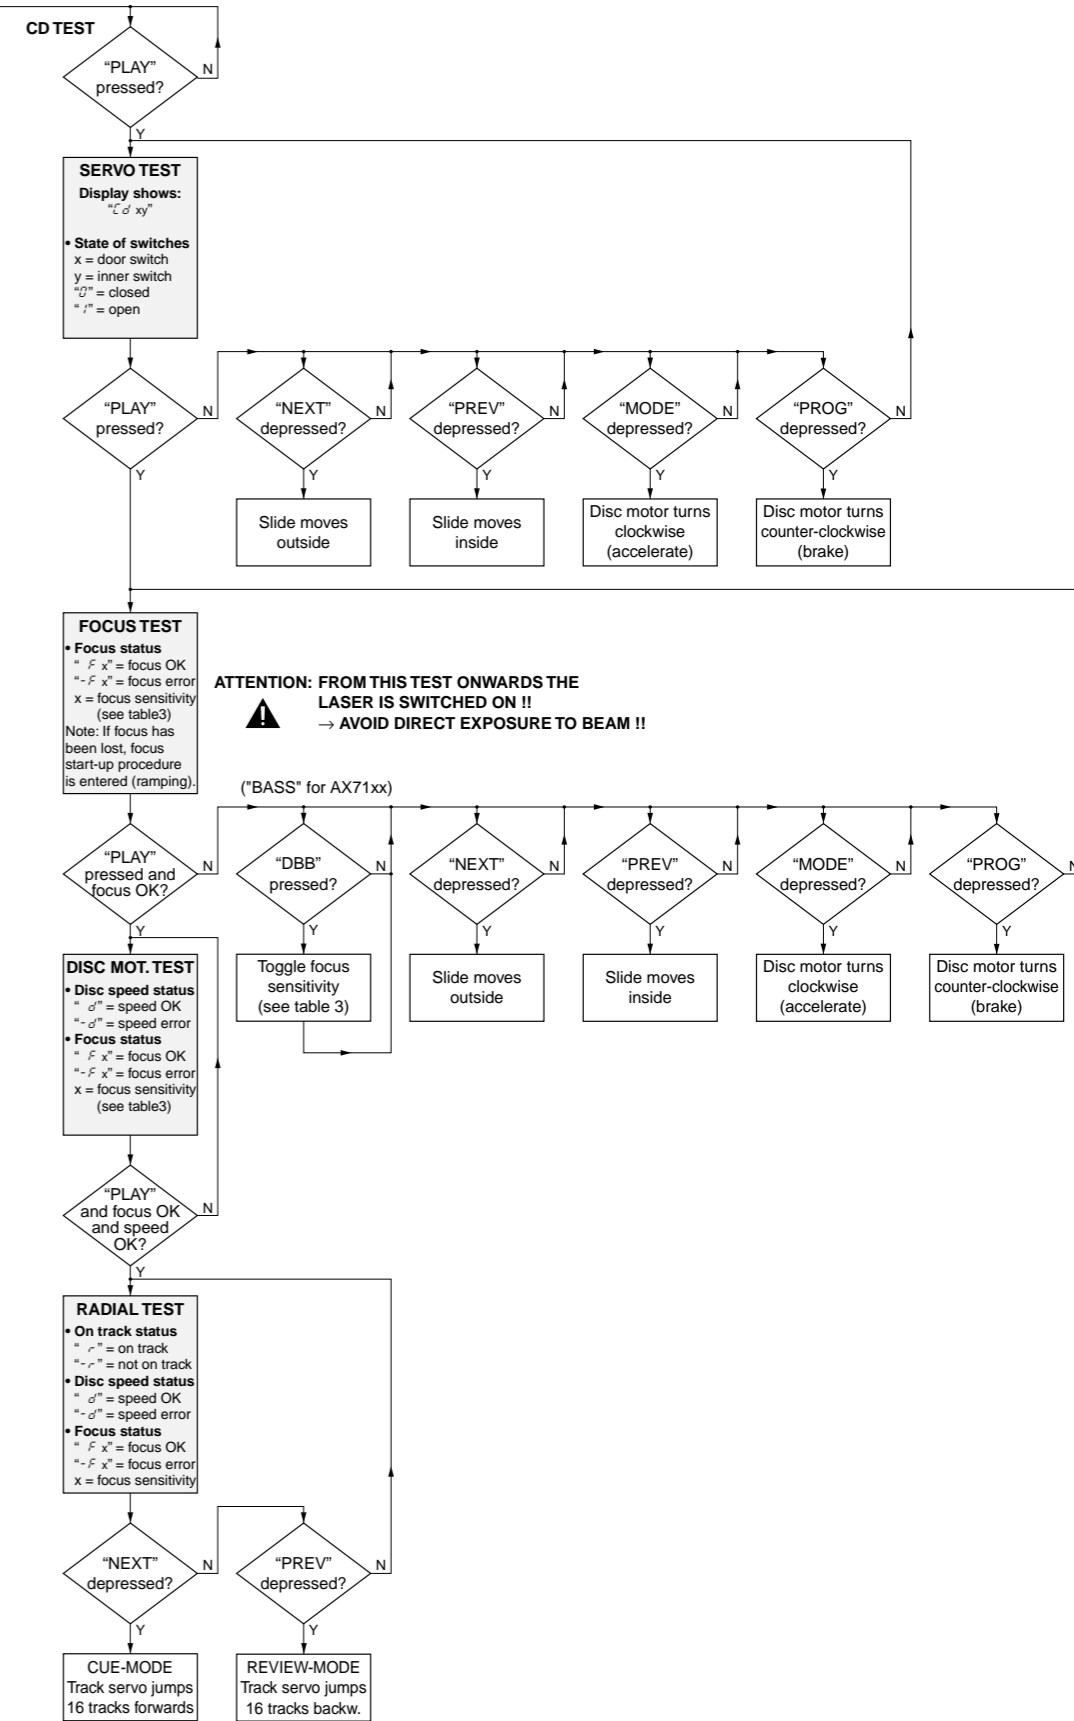 CD TEST
“PLAY”
pressed?
N
Y
SERVO TEST
Display shows:
“Cd xy”
• State of switches
x = door switch
y = inner switch
“0” = closed
“1” = open
“PLAY”
pressed?
N
Y
“NEXT”
depressed?
N
Y
“PREV”
depressed?
N
Y
“MODE”
depressed?
N
Y
“PROG”
depressed?
N
Y
Slide moves
outside
Slide moves
inside
Disc motor turns
clockwise
(accelerate)
Disc motor turns
counter-clockwise
(brake)
FOCUS TEST
• Focus status
“ F x” = focus OK
“-F x” = focus error
x = focus sensitivity
(see table3)
Note: If focus has
been lost, focus
start-up procedure
is entered (ramping).
ATTENTION: FROM THIS TEST ONWARDS THE
LASER IS SWITCHED ON !!
→ AVOID DIRECT EXPOSURE TO BEAM !!
("BASS" for AX71xx)
“PLAY”
pressed and
focus OK?
N
Y
“DBB”
pressed?
N
Y
“NEXT”
depressed?
N
Y
“PREV”
depressed?
N
Y
“MODE”
depressed?
N
Y
“PROG”
depressed?
N
Y
Toggle focus
sensitivity
(see table 3)
Slide moves
outside
Slide moves
inside
Disc motor turns
clockwise
(accelerate)
Disc motor turns
counter-clockwise
(brake)
DISC MOT. TEST
• Disc speed status
“ d” = speed OK
“-d” = speed error
• Focus status
“ F x” = focus OK
“-F x” = focus error
x = focus sensitivity
(see table3)
“PLAY”
and focus OK
and speed
OK?
N
Y
RADIAL TEST
• On track status
“ r” = on track
“-r” = not on track
• Disc speed status
“ d” = speed OK
“-d” = speed error
• Focus status
“ F x” = focus OK
“-F x” = focus error
x = focus sensitivity
“NEXT”
depressed?
N
Y
“PREV”
depressed?
N
Y
CUE-MODE
Track servo jumps
16 tracks forwards
REVIEW-MODE
Track servo jumps
16 tracks backw.